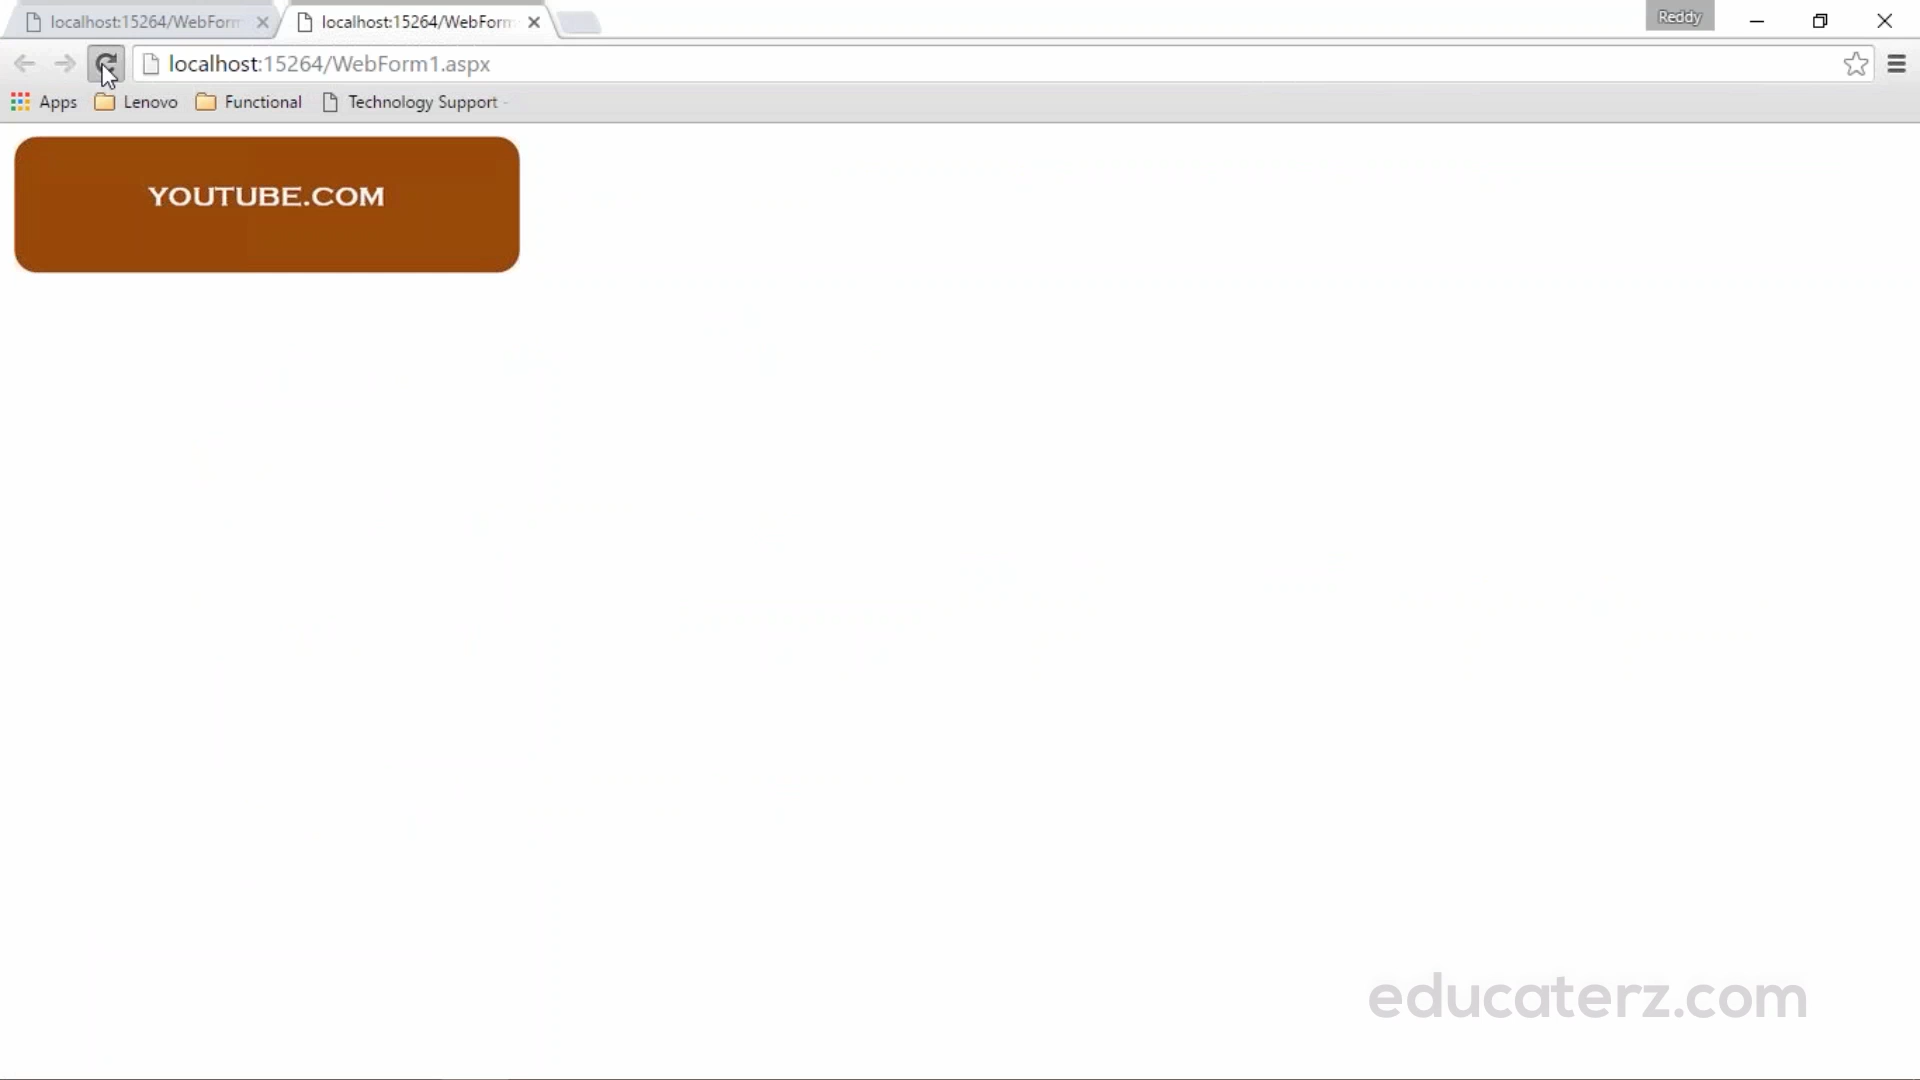 localhost:15264/WebForm
localhost:15264/WebForm
Reddy
localhost:15264/WebForm1.aspx
Apps
Lenovo
Functional
Technology Support -
YOUTUBE.COM
educaterz.com